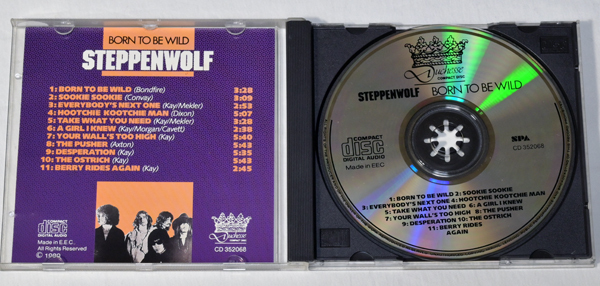 BORN TO BE WILD
STEPPENWOLF
1: BORN TO BE WILD (Bondfire) 3:28
2: SOOKIE SOOKIE (Convay) 3:09
3: EVERYBODY'S NEXT ONE (Kay/Mekler) 2:53
4: HOOTCHIE KOOTCHIE MAN (Dixon) 5:07
5: TAKE WHAT YOU NEED (Kay/Mekler) 3:28
6: A GIRL I KNEW (Kay/Morgan/Cavett) 2:38
7: YOUR WALL'S TOO HIGH (Kay) 5:40
8: THE PUSHER (Axton) 5:43
9: DESPERATION (Kay) 5:35
10: THE OSTRICH (Kay) 5:43
11: BERRY RIDES AGAIN (Kay) 2:45
COMPACT
disc
DIGITAL AUDIO
Made in E.E.C.
All Rights Reserved
© 1989
Duchesse
COMPACT DISC
CD 352068
Duchesse
COMPACT DISC
STEPPENWOLF BORN TO BE WILD
COMPACT
disc
DIGITAL AUDIO
Made in EEC
SPA
CD 352068
1: BORN TO BE WILD 2: SOOKIE SOOKIE
3: EVERYBODY'S NEXT ONE 4: HOOTCHIE KOOTCHIE MAN
5: TAKE WHAT YOU NEED 6: A GIRL I KNEW
7: YOUR WALL'S TOO HIGH 8: THE PUSHER
9: DESPERATION 10: THE OSTRICH
11: BERRY RIDES
AGAIN